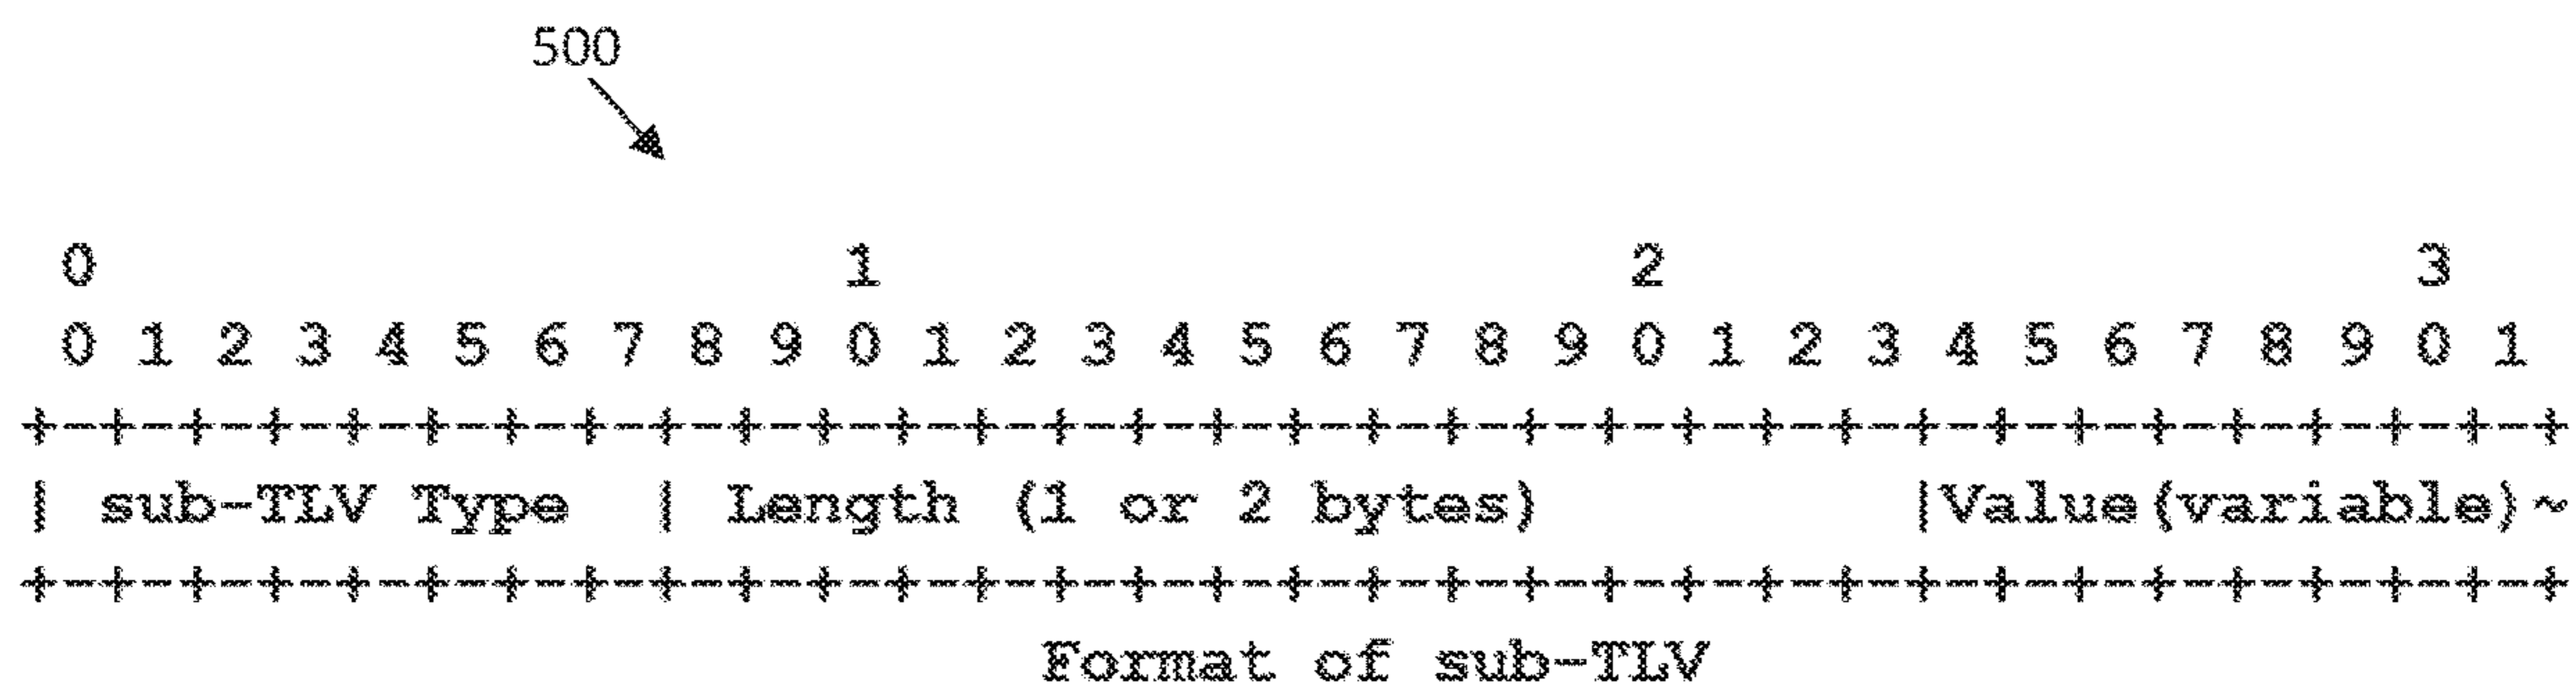 500
0 1 2 3
0 1 2 3 4 5 6 7 8 9 0 1 2 3 4 5 6 7 8 9 0 1 2 3 4 5 6 7 8 9 0 1
+-+-+-+-+-+-+-+-+-+-+-+-+-+-+-+-+-+-+-+-+-+-+-+-+-+-+-+-+-+-+-+-+
| sub-TLV Type | Length (1 or 2 bytes) |Value(variable)~
+-+-+-+-+-+-+-+-+-+-+-+-+-+-+-+-+-+-+-+-+-+-+-+-+-+-+-+-+-+-+-+-+
Format of sub-TLV